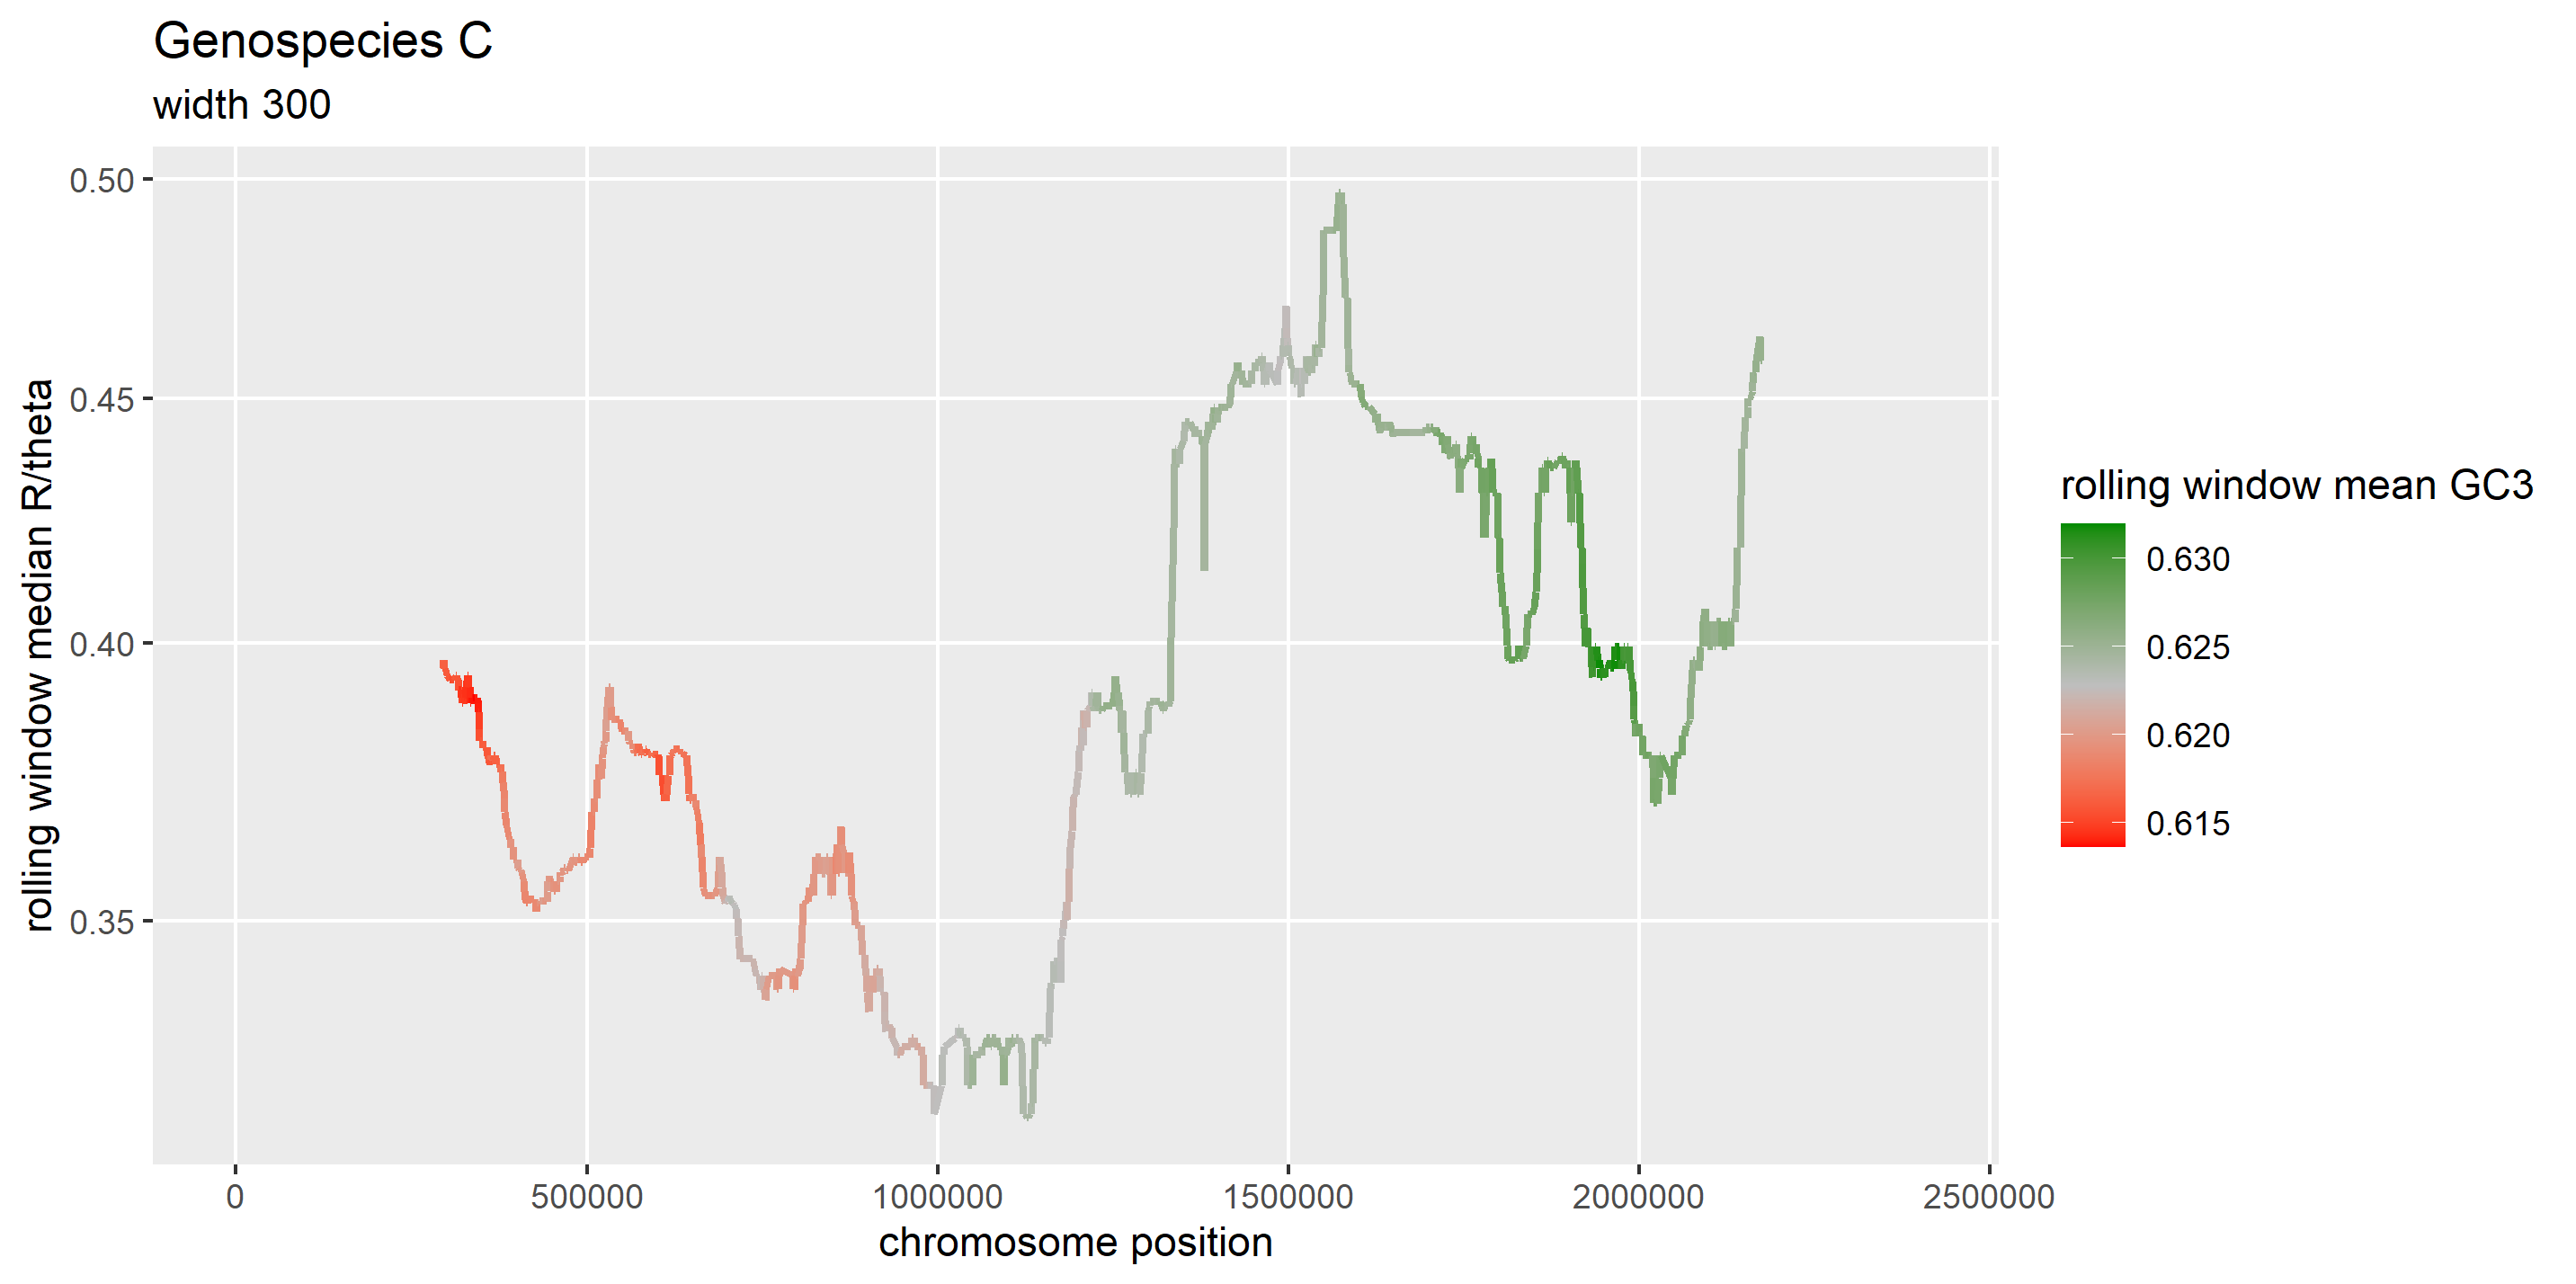 Genospecies C
width 300
rolling window median R/theta
0.50
0.45
0.40
0.35
0
500000
1000000
1500000
2000000
2500000
chromosome position
rolling window mean GC3
0.630
0.625
0.620
0.615